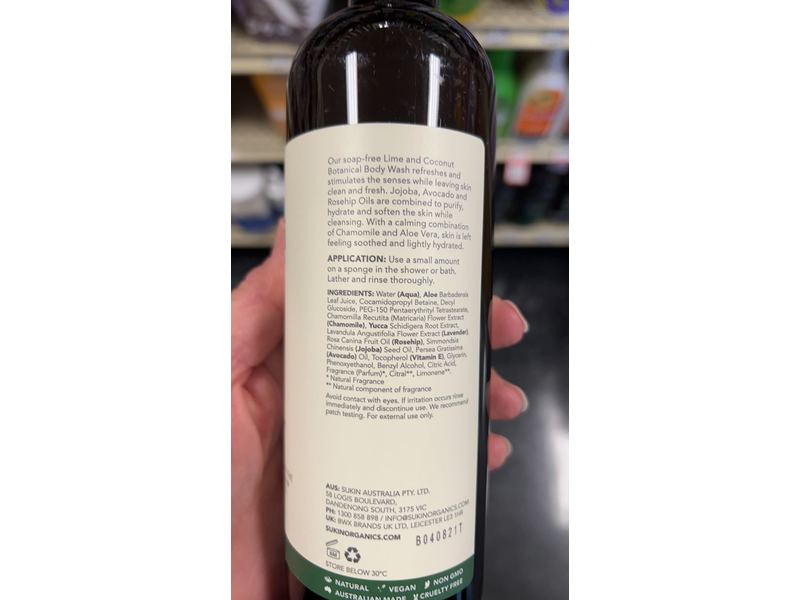 Our soap-free Lime and Coconut
Botanical Body Wash refreshes and
stimulates the senses while leaving skin
clean and fresh. Jojoba, Avocado and
Rosehip Oils are combined to purify,
hydrate and soften the skin while
cleansing. With a calming combination
of Chamomile and Aloe Vera, skin is left
feeling soothed and lightly hydrated.
APPLICATION: Use a small amount
on a sponge in the shower or bath.
Lather and rinse thoroughly.
INGREDIENTS: Water (Aqua), Aloe Barbadensis
Leaf Juice, Cocamidopropyl Betaine, Decyl
Glucoside, PEG-150 Pentaerythrityl Tetrastearate,
Chamomilla Recutita (Matricaria) Flower Extract
(Chamomile), Yucca Schidigera Root Extract,
Lavandula Angustifolia Flower Extract (Lavender),
Rosa Canina Fruit Oil (Rosehip), Simmondsia
Chinensis (Jojoba) Seed Oil, Persea Gratissima
(Avocado) Oil, Tocopherol (Vitamin E), Glycerin,
Phenoxyethanol, Benzyl Alcohol, Citric Acid,
Fragrance (Parfum)*, Citral**, Limonene**.
* Natural Fragrance
** Natural component of fragrance
Avoid contact with eyes. If irritation occurs rinse
immediately and discontinue use. We recommend
patch testing. For external use only.
AUS: SUKIN AUSTRALIA PTY. LTD.
58 LOGIS BOULEVARD,
DANDENONG SOUTH, 3175 VIC
PH: 1300 858 898 / INFO@SUKINORGANICS.COM
UK: BWX BRANDS UK LTD, LEICESTER LE3 1HR
SUKINORGANICS.COM
B040821T
6M
STORE BELOW 30°C
NATURAL VEGAN NON GMO
AUSTRALIAN MADE CRUELTY FREE